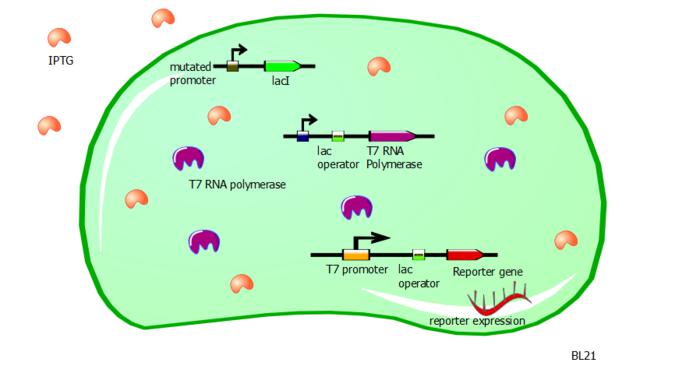 IPTG
mutated
promoter
lacI
lac
operator
T7 RNA
Polymerase
T7 RNA polymerase
T7 promoter
lac
operator
Reporter gene
reporter expression
BL21